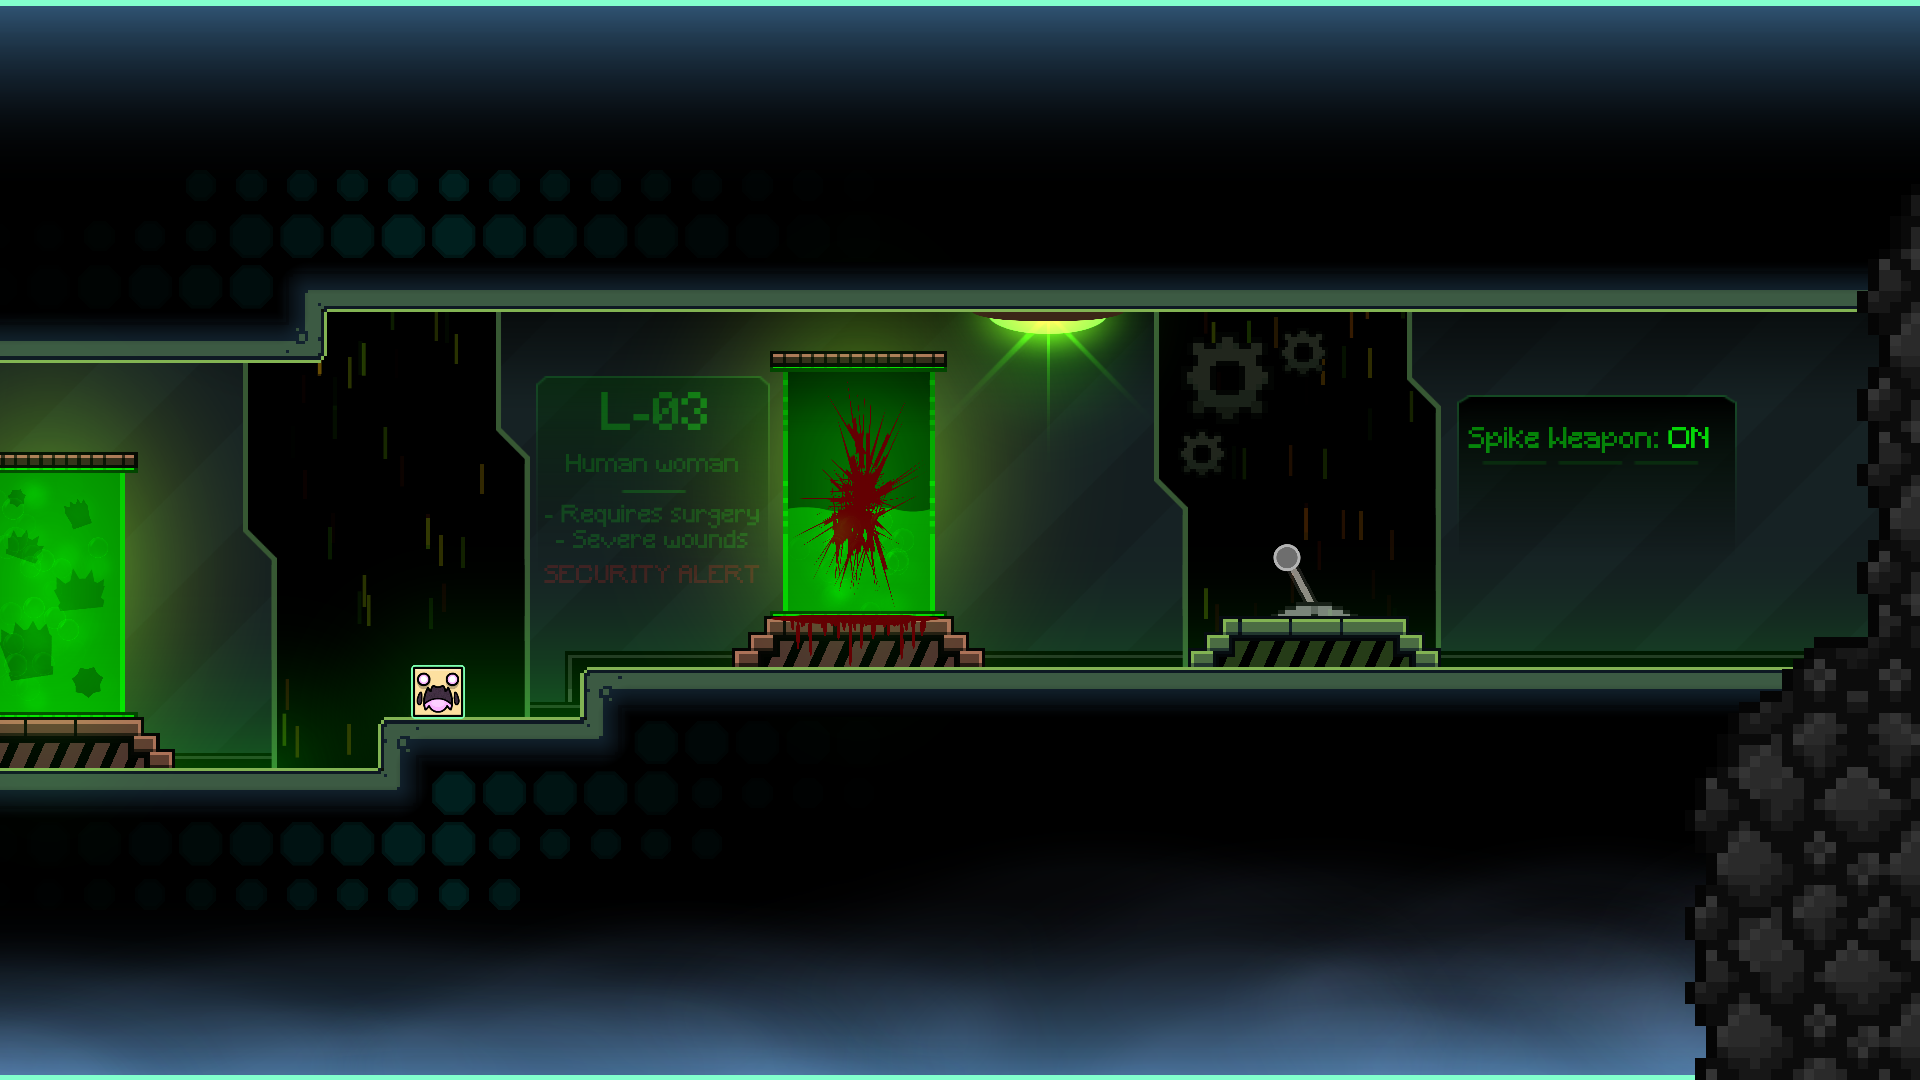 L-03
Human woman
- Requires surgery
- Severe wounds
SECURITY ALERT
Spike Weapon: ON